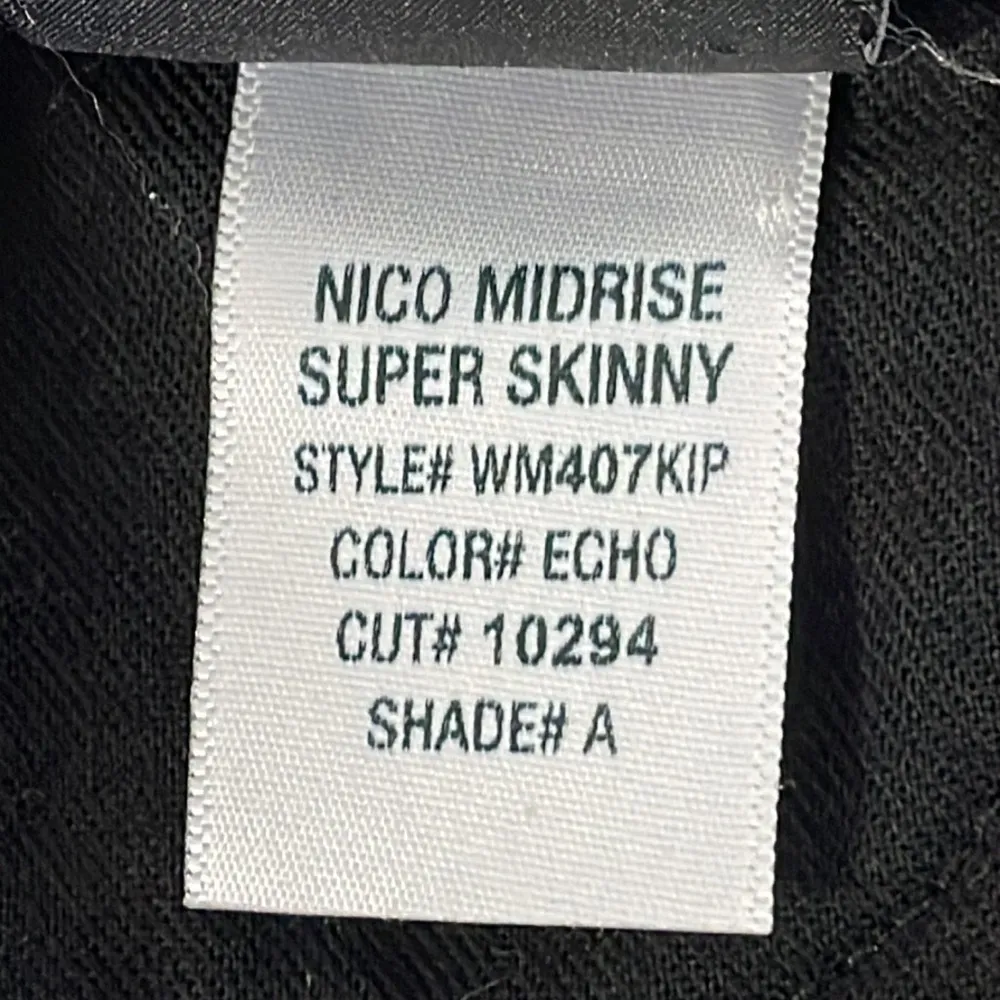 NICO MIDRISE
SUPER SKINNY
STYLE# WM407KIP
COLOR# ECHO
CUT# 10294
SHADE# A